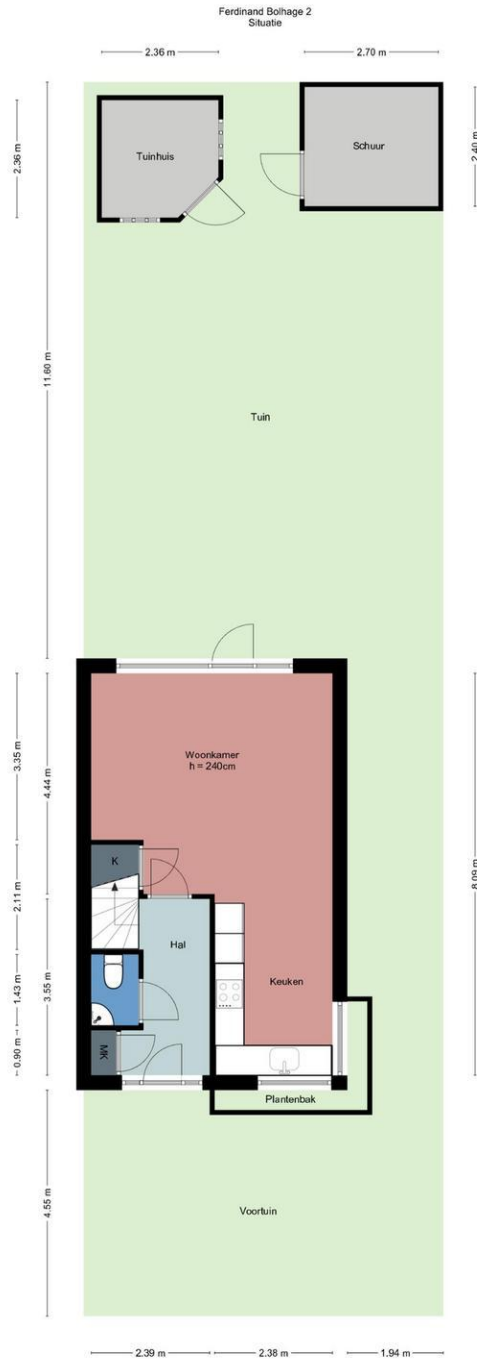 Ferdinand Bolhage 2
Situatie
2.36 m
2.70 m
2.36 m
Tuinhuis
Schuur
2.40 m
11.60 m
Tuin
3.35 m
4.44 m
Woonkamer
h = 240cm
8.09 m
2.11 m
K
Hal
3.55 m
1.43 m
Keuken
0.90 m
MK
Plantenbak
4.55 m
Voortuin
2.39 m
2.38 m
1.94 m